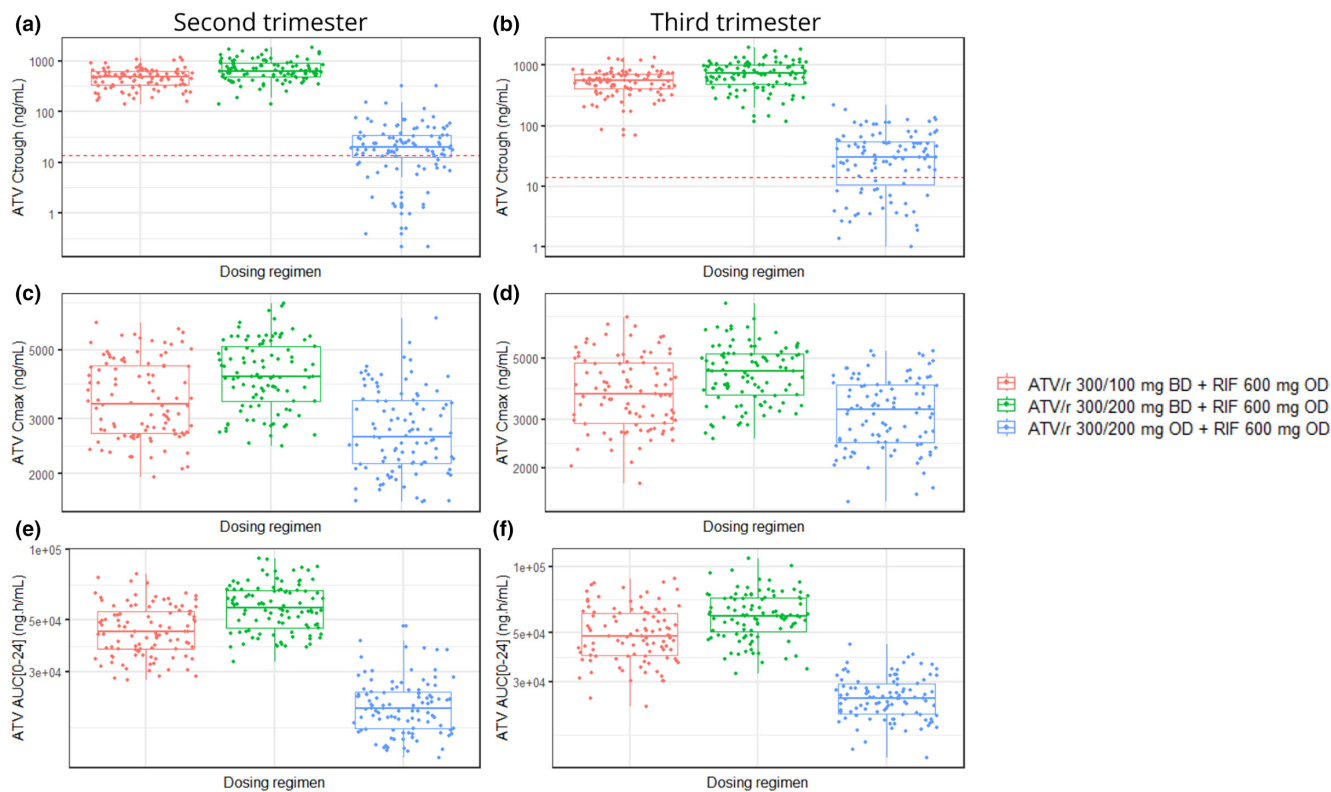 (a) Second trimester
(b) Third trimester
ATV Ctrough (ng/mL)
1000
100
10
1
Dosing regimen
ATV Ctrough (ng/mL)
1000
100
10
1
Dosing regimen
(c)
ATV Cmax (ng/mL)
5000
3000
2000
Dosing regimen
(d)
ATV Cmax (ng/mL)
5000
3000
2000
Dosing regimen
ATV/r 300/100 mg BD + RIF 600 mg OD
ATV/r 300/200 mg BD + RIF 600 mg OD
ATV/r 300/200 mg OD + RIF 600 mg OD
(e)
ATV AUC[0-24] (ng.h/mL)
1e+05
5e+04
3e+04
Dosing regimen
(f)
ATV AUC[0-24] (ng.h/mL)
1e+05
5e+04
3e+04
Dosing regimen